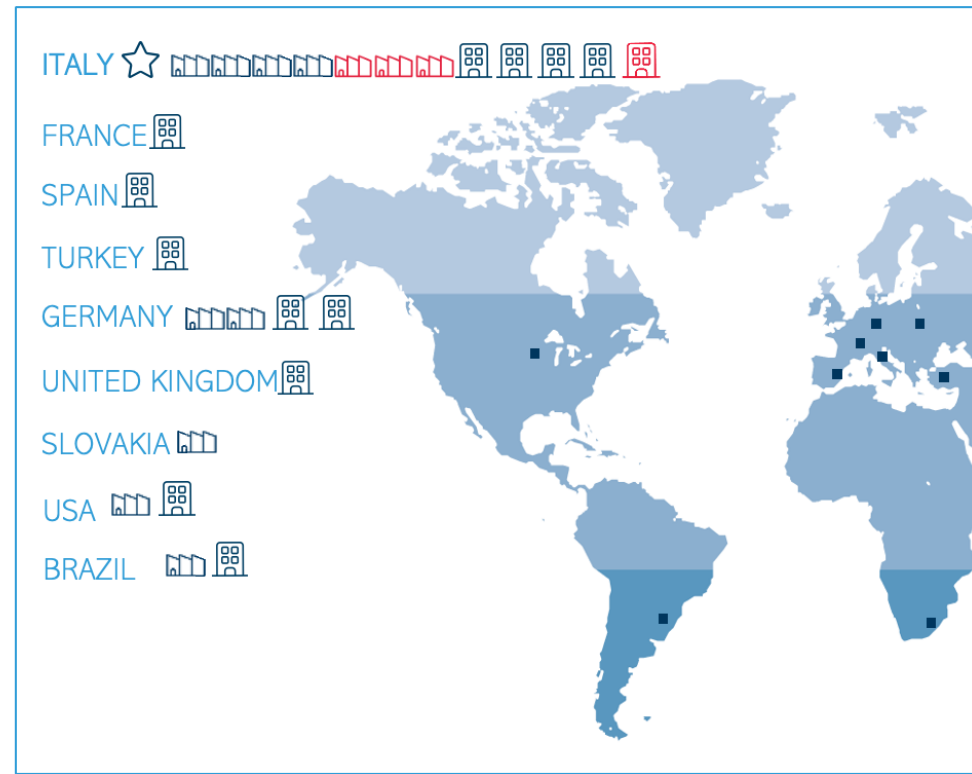 ITALY
FRANCE
SPAIN
TURKEY
GERMANY
UNITED KINGDOM
SLOVAKIA
USA
BRAZIL